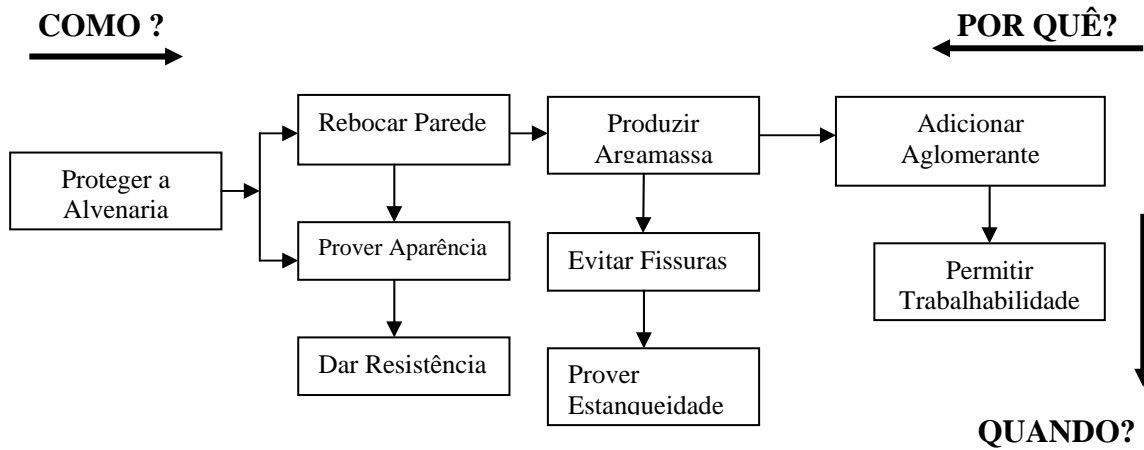 COMO ?
POR QUÊ?
Rebocar Parede
Produzir
Argamassa
Adicionar
Aglomerante
Proteger a
Alvenaria
Prover Aparência
Evitar Fissuras
Permitir
Trabalhabilidade
Dar Resistência
Prover
Estanqueidade
QUANDO?